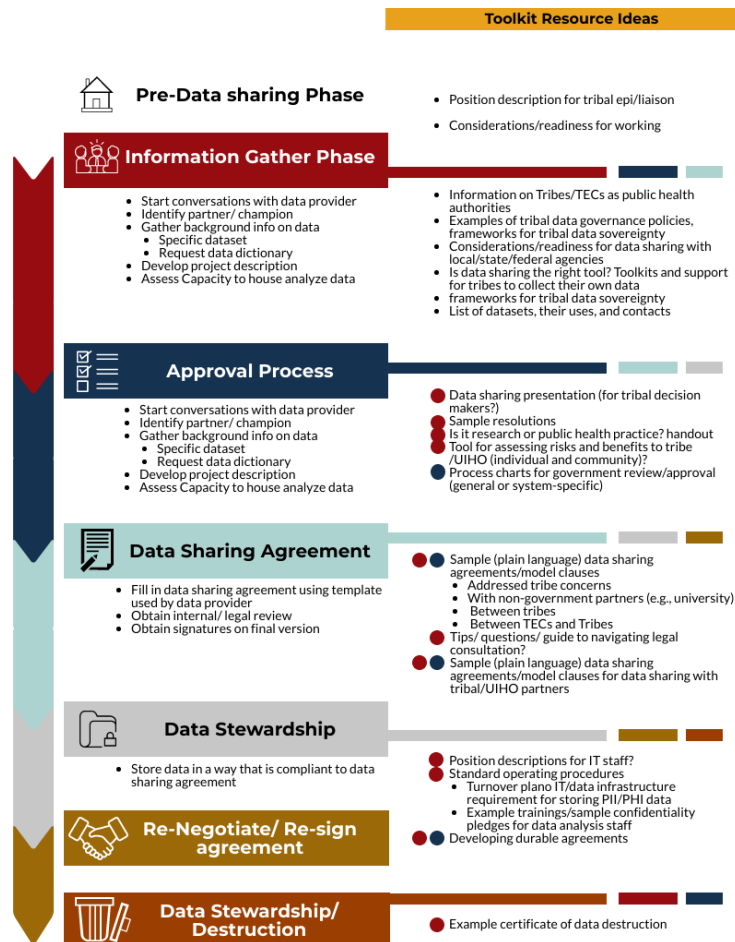 Toolkit Resource Ideas
Pre-Data sharing Phase
• Position description for tribal epi/liaison
• Considerations/readiness for working
Information Gather Phase
• Start conversations with data provider
• Identify partner/ champion
• Gather background info on data
• Specific dataset
• Request data dictionary
• Develop project description
• Assess Capacity to house analyze data
• Information on Tribes/TECs as public health
authorities
• Examples of tribal data governance policies,
frameworks for tribal data sovereignty
• Considerations/readiness for data sharing with
local/state/federal agencies
• Is data sharing the right tool? Toolkits and support
for tribes to collect their own data
• frameworks for tribal data sovereignty
• List of datasets, their uses, and contacts
Approval Process
• Start conversations with data provider
• Identify partner/ champion
• Gather background info on data
• Specific dataset
• Request data dictionary
• Develop project description
• Assess Capacity to house analyze data
Data sharing presentation (for tribal decision
makers?)
Sample resolutions
Is it research or public health practice? handout
Tool for assessing risks and benefits to tribe
/UIHO (individual and community)?
Process charts for government review/approval
(general or system-specific)
Data Sharing Agreement
• Fill in data sharing agreement using template
used by data provider
• Obtain internal/ legal review
• Obtain signatures on final version
Sample (plain language) data sharing
agreements/model clauses
• Addressed tribe concerns
• With non-government partners (e.g., university)
• Between tribes
• Between TECs and Tribes
Tips/ questions/ guide to navigating legal
consultation?
Sample (plain language) data sharing
agreements/model clauses for data sharing with
tribal/UIHO partners
Data Stewardship
• Store data in a way that is compliant to data
sharing agreement
Position descriptions for IT staff?
Standard operating procedures
• Turnover plano IT/data infrastructure
requirement for storing PII/PHI data
• Example trainings/sample confidentiality
pledges for data analysis staff
Developing durable agreements
Re-Negotiate/ Re-sign
agreement
Data Stewardship/
Destruction
Example certificate of data destruction